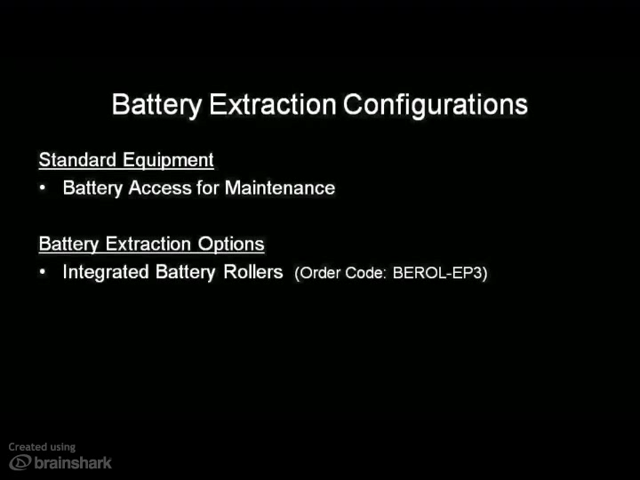 Battery Extraction Configurations
Standard Equipment
• Battery Access for Maintenance
Battery Extraction Options
• Integrated Battery Rollers (Order Code: BEROL-EP3)
Created using
brainshark